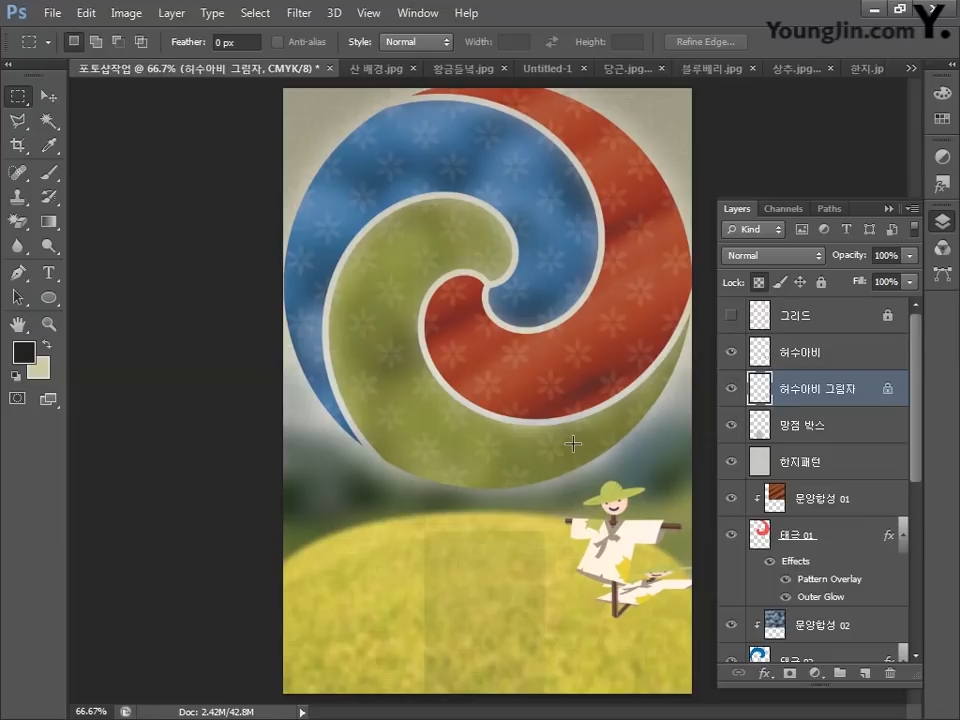 Ps File Edit Image Layer Type Select Filter 3D View Window Help
YoungJin.com Y.
Feather: 0 px Anti-alias Style: Normal Width: Height: Refine Edge...
포토샵작업 @ 66.7% (허수아비 그림자, CMYK/8) * × 산 배경.jpg × 황금들녘.jpg × Untitled-1 × 당근.jpg... × 블루베리.jpg × 상추.jpg... × 한지.jp
Layers Channels Paths
Kind
Normal Opacity: 100%
Lock: Fill: 100%
그리드
허수아비
허수아비 그림자
망점 박스
한지패턴
문양합성 01
태극 01 fx
Effects
Pattern Overlay
Outer Glow
문양합성 02
66.67% Doc: 2.42M/42.8M